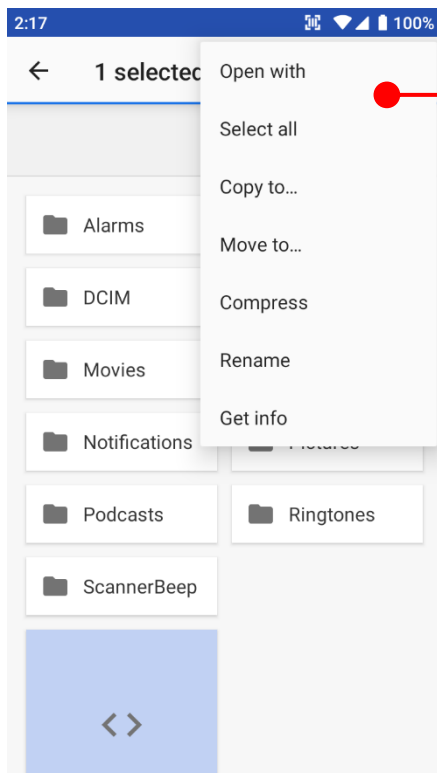 2:17
100%
1 selected
Open with
Select all
Copy to…
Move to…
Compress
Rename
Get info
Alarms
DCIM
Movies
Notifications
Podcasts
Ringtones
ScannerBeep